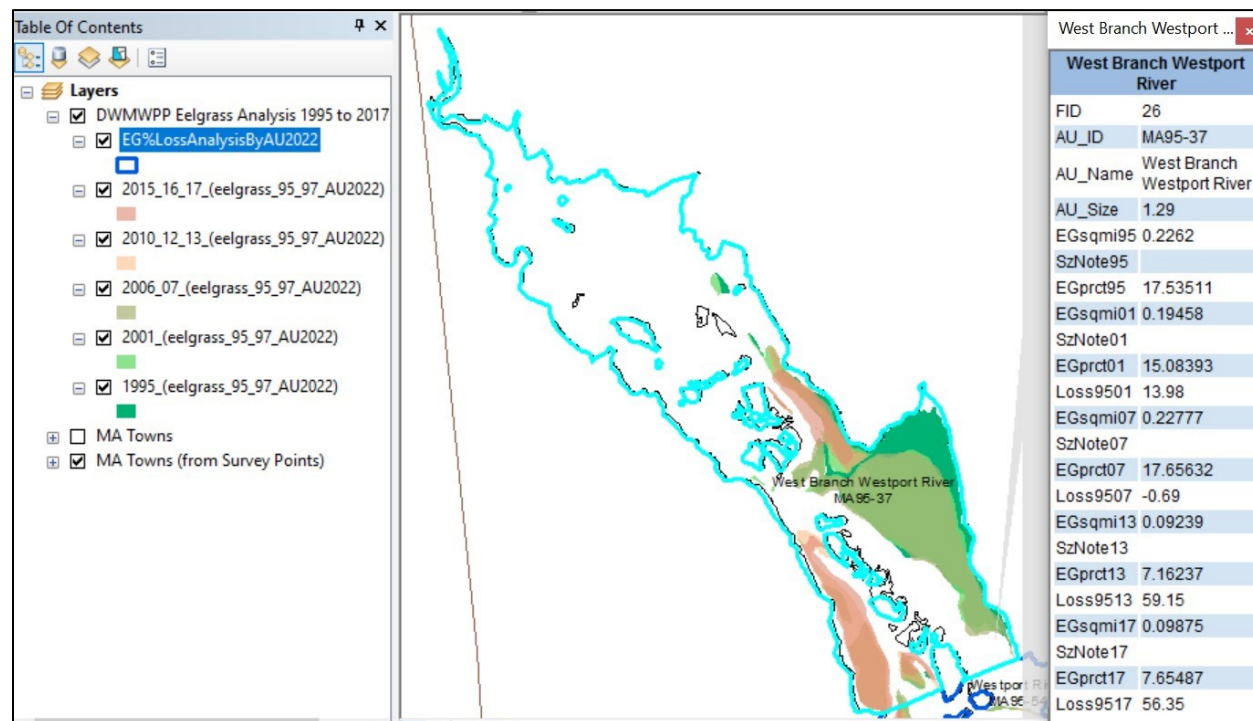 Table Of Contents
Layers
DWMWPP Eelgrass Analysis 1995 to 2017
EG%LossAnalysisByAU2022
2015_16_17_(eelgrass_95_97_AU2022)
2010_12_13_(eelgrass_95_97_AU2022)
2006_07_(eelgrass_95_97_AU2022)
2001_(eelgrass_95_97_AU2022)
1995_(eelgrass_95_97_AU2022)
MA Towns
MA Towns (from Survey Points)
West Branch Westport River
MA95-37
Westport Ri
MA95-54
West Branch Westport ...
West Branch Westport
River
FID 26
AU_ID MA95-37
AU_Name West Branch
Westport River
AU_Size 1.29
EGsqmi95 0.2262
SzNote95
EGprct95 17.53511
EGsqmi01 0.19458
SzNote01
EGprct01 15.08393
Loss9501 13.98
EGsqmi07 0.22777
SzNote07
EGprct07 17.65632
Loss9507 -0.69
EGsqmi13 0.09239
SzNote13
EGprct13 7.16237
Loss9513 59.15
EGsqmi17 0.09875
SzNote17
EGprct17 7.65487
Loss9517 56.35